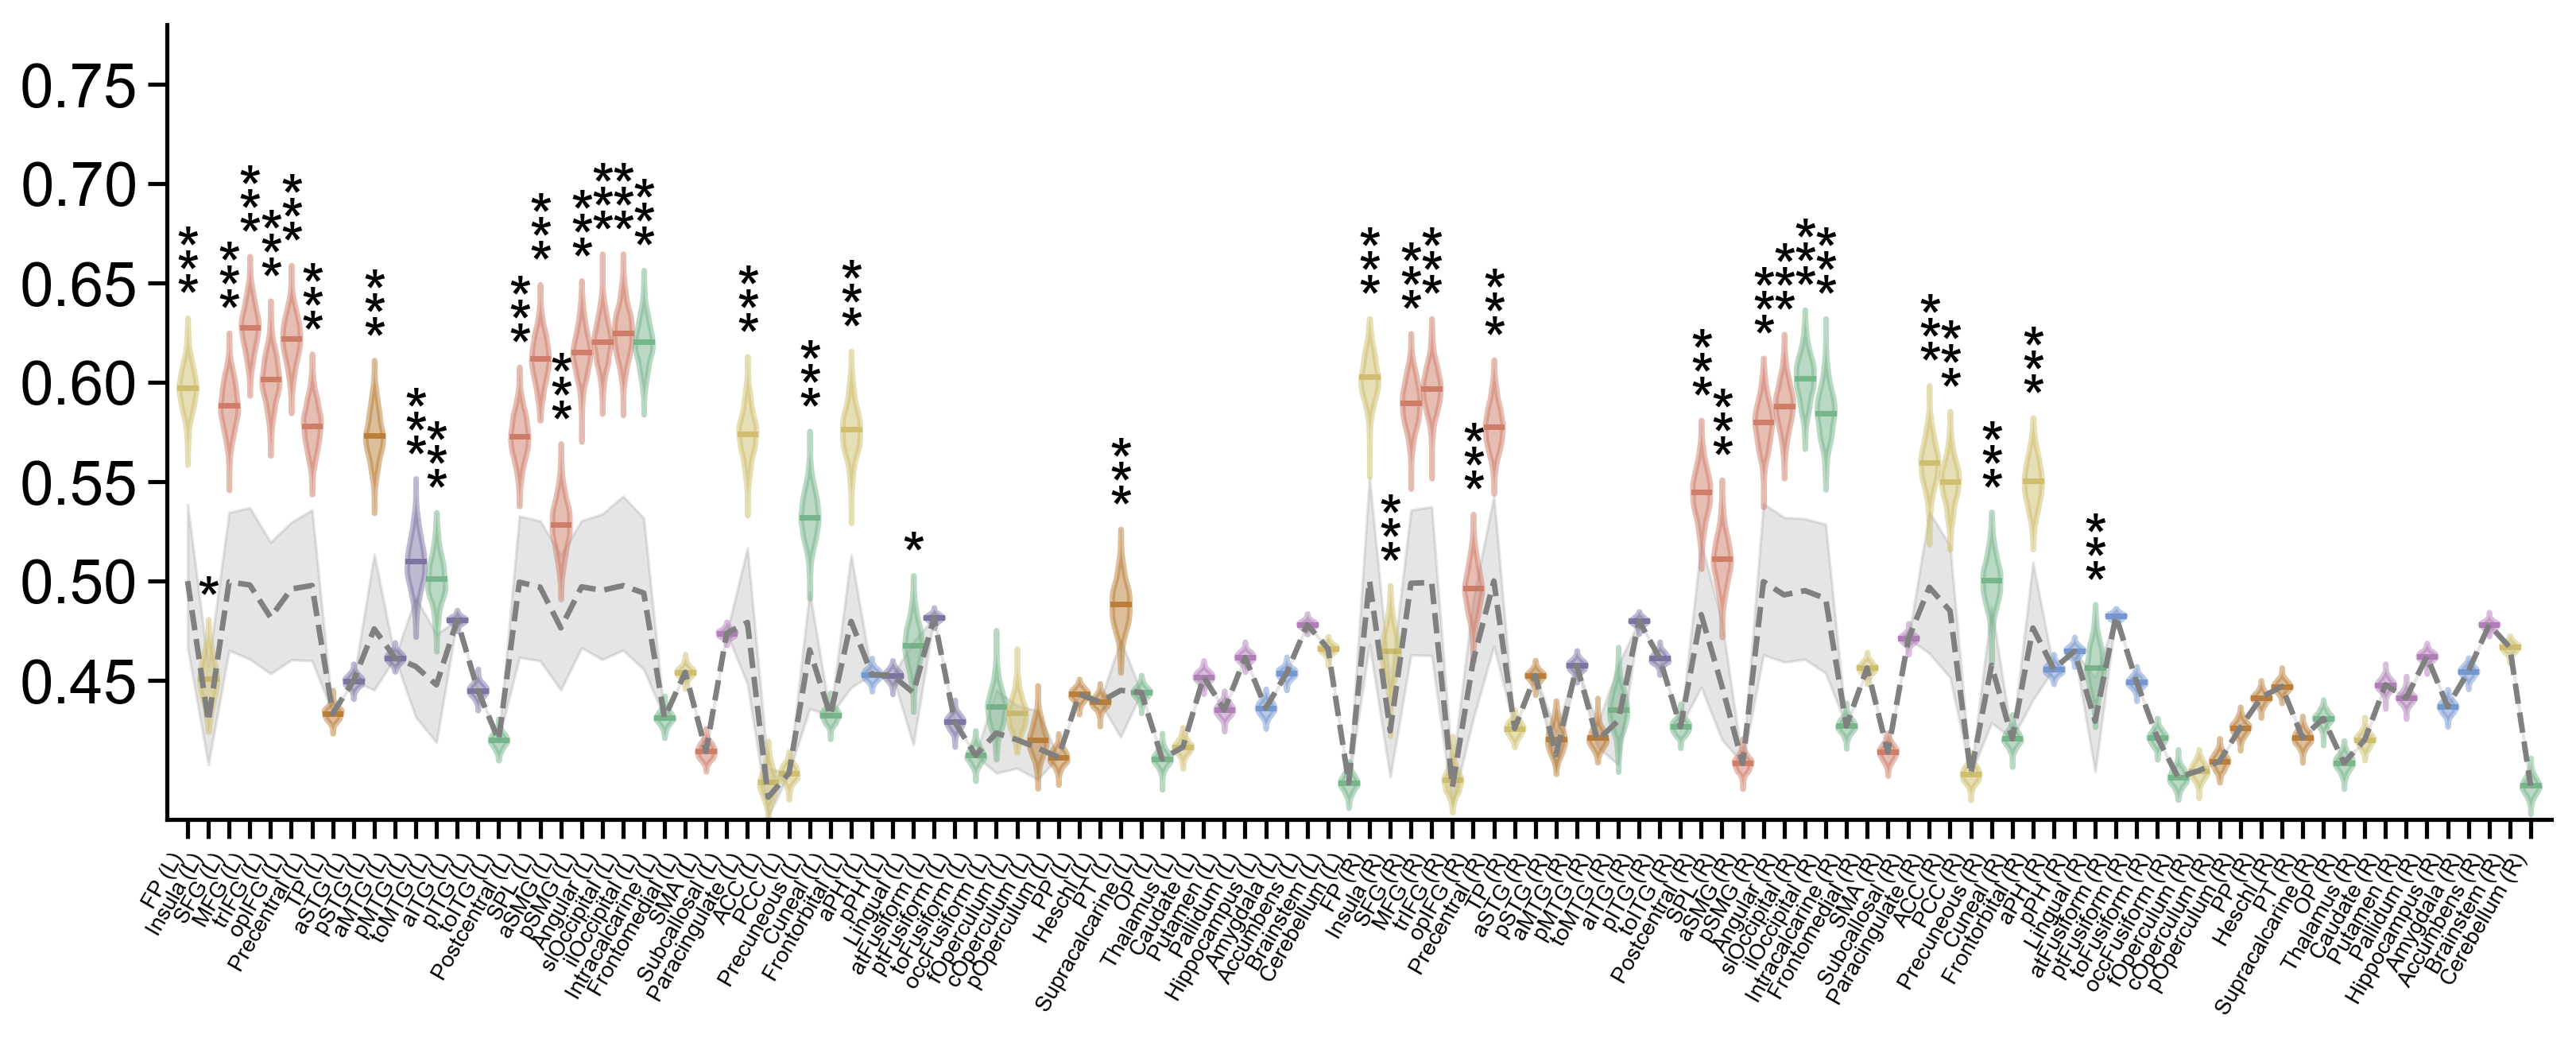 0.75
0.70
0.65
0.60
0.55
0.50
0.45
FP (L)
Insula (L)
SFG (L)
MFG (L)
triFG (L)
opIFG (L)
Precentral (L)
TP (L)
aSTG (L)
pSTG (L)
aMTG (L)
pMTG (L)
toMTG (L)
aITG (L)
pITG (L)
toITG (L)
Postcentral (L)
SPL (L)
aSMG (L)
pSMG (L)
Angular (L)
slOccipital (L)
ilOccipital (L)
Intracalcarine (L)
Frontomedial (L)
SMA (L)
Subcallosal (L)
Paracingulate (L)
ACC (L)
PCC (L)
Precuneous (L)
Cuneal (L)
Frontorbital (L)
aPH (L)
pPH (L)
Lingual (L)
atFusiform (L)
ptFusiform (L)
toFusiform (L)
occFusiform (L)
fOperculum (L)
cOperculum (L)
pOperculum (L)
PP (L)
Heschl (L)
PT (L)
Supracalcarine (L)
OP (L)
Thalamus (L)
Caudate (L)
Putamen (L)
Pallidum (L)
Hippocampus (L)
Amygdala (L)
Accumbens (L)
Brainstem (L)
Cerebellum (L)
FP (R)
Insula (R)
SFG (R)
MFG (R)
trIFG (R)
opIFG (R)
Precentral (R)
TP (R)
aSTG (R)
pSTG (R)
aMTG (R)
pMTG (R)
toMTG (R)
aITG (R)
pITG (R)
toITG (R)
Postcentral (R)
SPL (R)
aSMG (R)
pSMG (R)
Angular (R)
slOccipital (R)
ilOccipital (R)
Intracalcarine (R)
Frontomedial (R)
SMA (R)
Subcallosal (R)
Paracingulate (R)
ACC (R)
PCC (R)
Precuneous (R)
Cuneal (R)
Frontorbital (R)
aPH (R)
pPH (R)
Lingual (R)
atFusiform (R)
ptFusiform (R)
toFusiform (R)
occFusiform (R)
fOperculum (R)
cOperculum (R)
pOperculum (R)
PP (R)
Heschl (R)
PT (R)
Supracalcarine (R)
OP (R)
Thalamus (R)
Caudate (R)
Putamen (R)
Pallidum (R)
Hippocampus (R)
Amygdala (R)
Accumbens (R)
Brainstem (R)
Cerebellum (R)